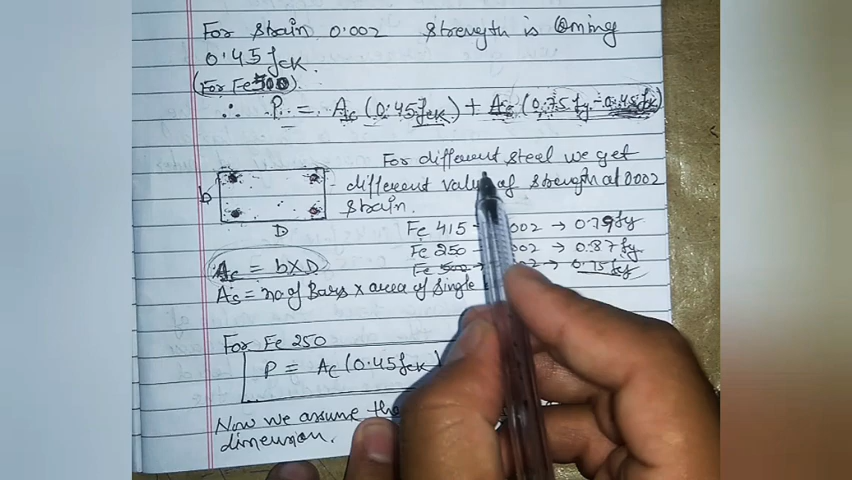 For Strain 0.002 Strength is Coming
0.45 fck.
(For Fe 500).
∴ P = Ac (0.45 fck) + Asc (0.75 fy - 0.45 fck)
For different steel we get
different value of strength at 0.002
strain.
b
D
Fe 415 002 → 0.79 fy
Fe 250 002 → 0.87 fy
Fe 500 → → 0.75 fy
Ac = b×D
As = no of Bars × area of Single
For Fe 250
P = Ac (0.45 fck)
Now we assume the
dimension.